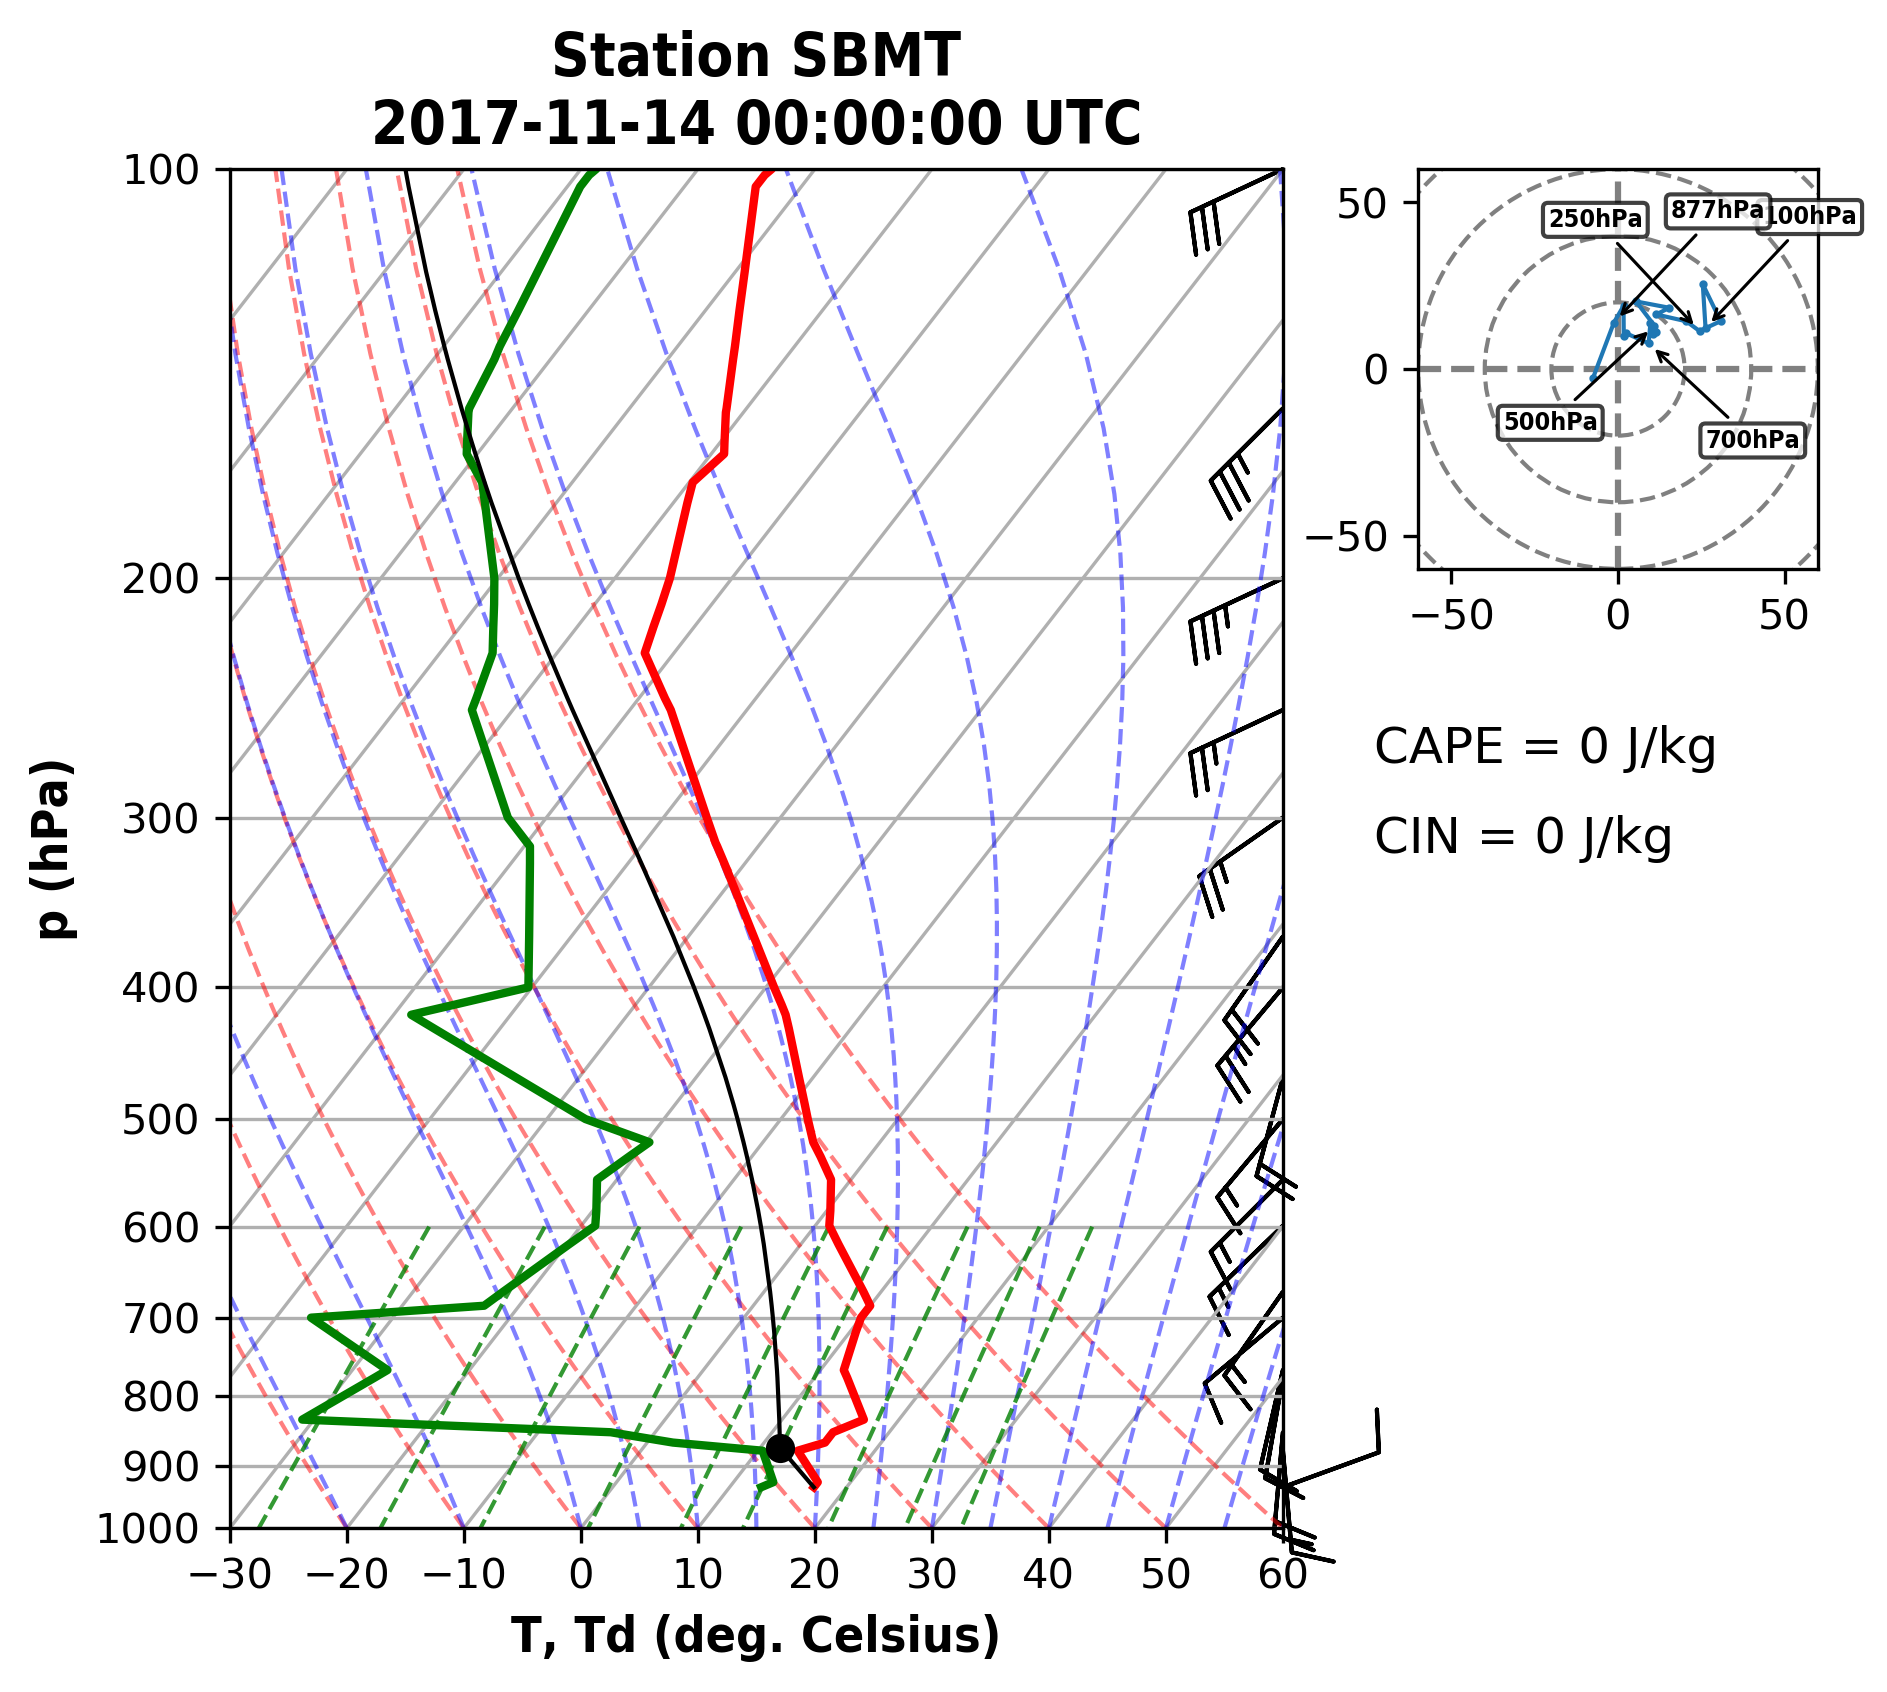 Station SBMT
2017-11-14 00:00:00 UTC
100
200
300
400
500
600
700
800
900
1000
p (hPa)
−30 −20 −10 0 10 20 30 40 50 60
T, Td (deg. Celsius)
50
0
−50
−50 0 50
250hPa
877hPa
100hPa
500hPa
700hPa
CAPE = 0 J/kg
CIN = 0 J/kg